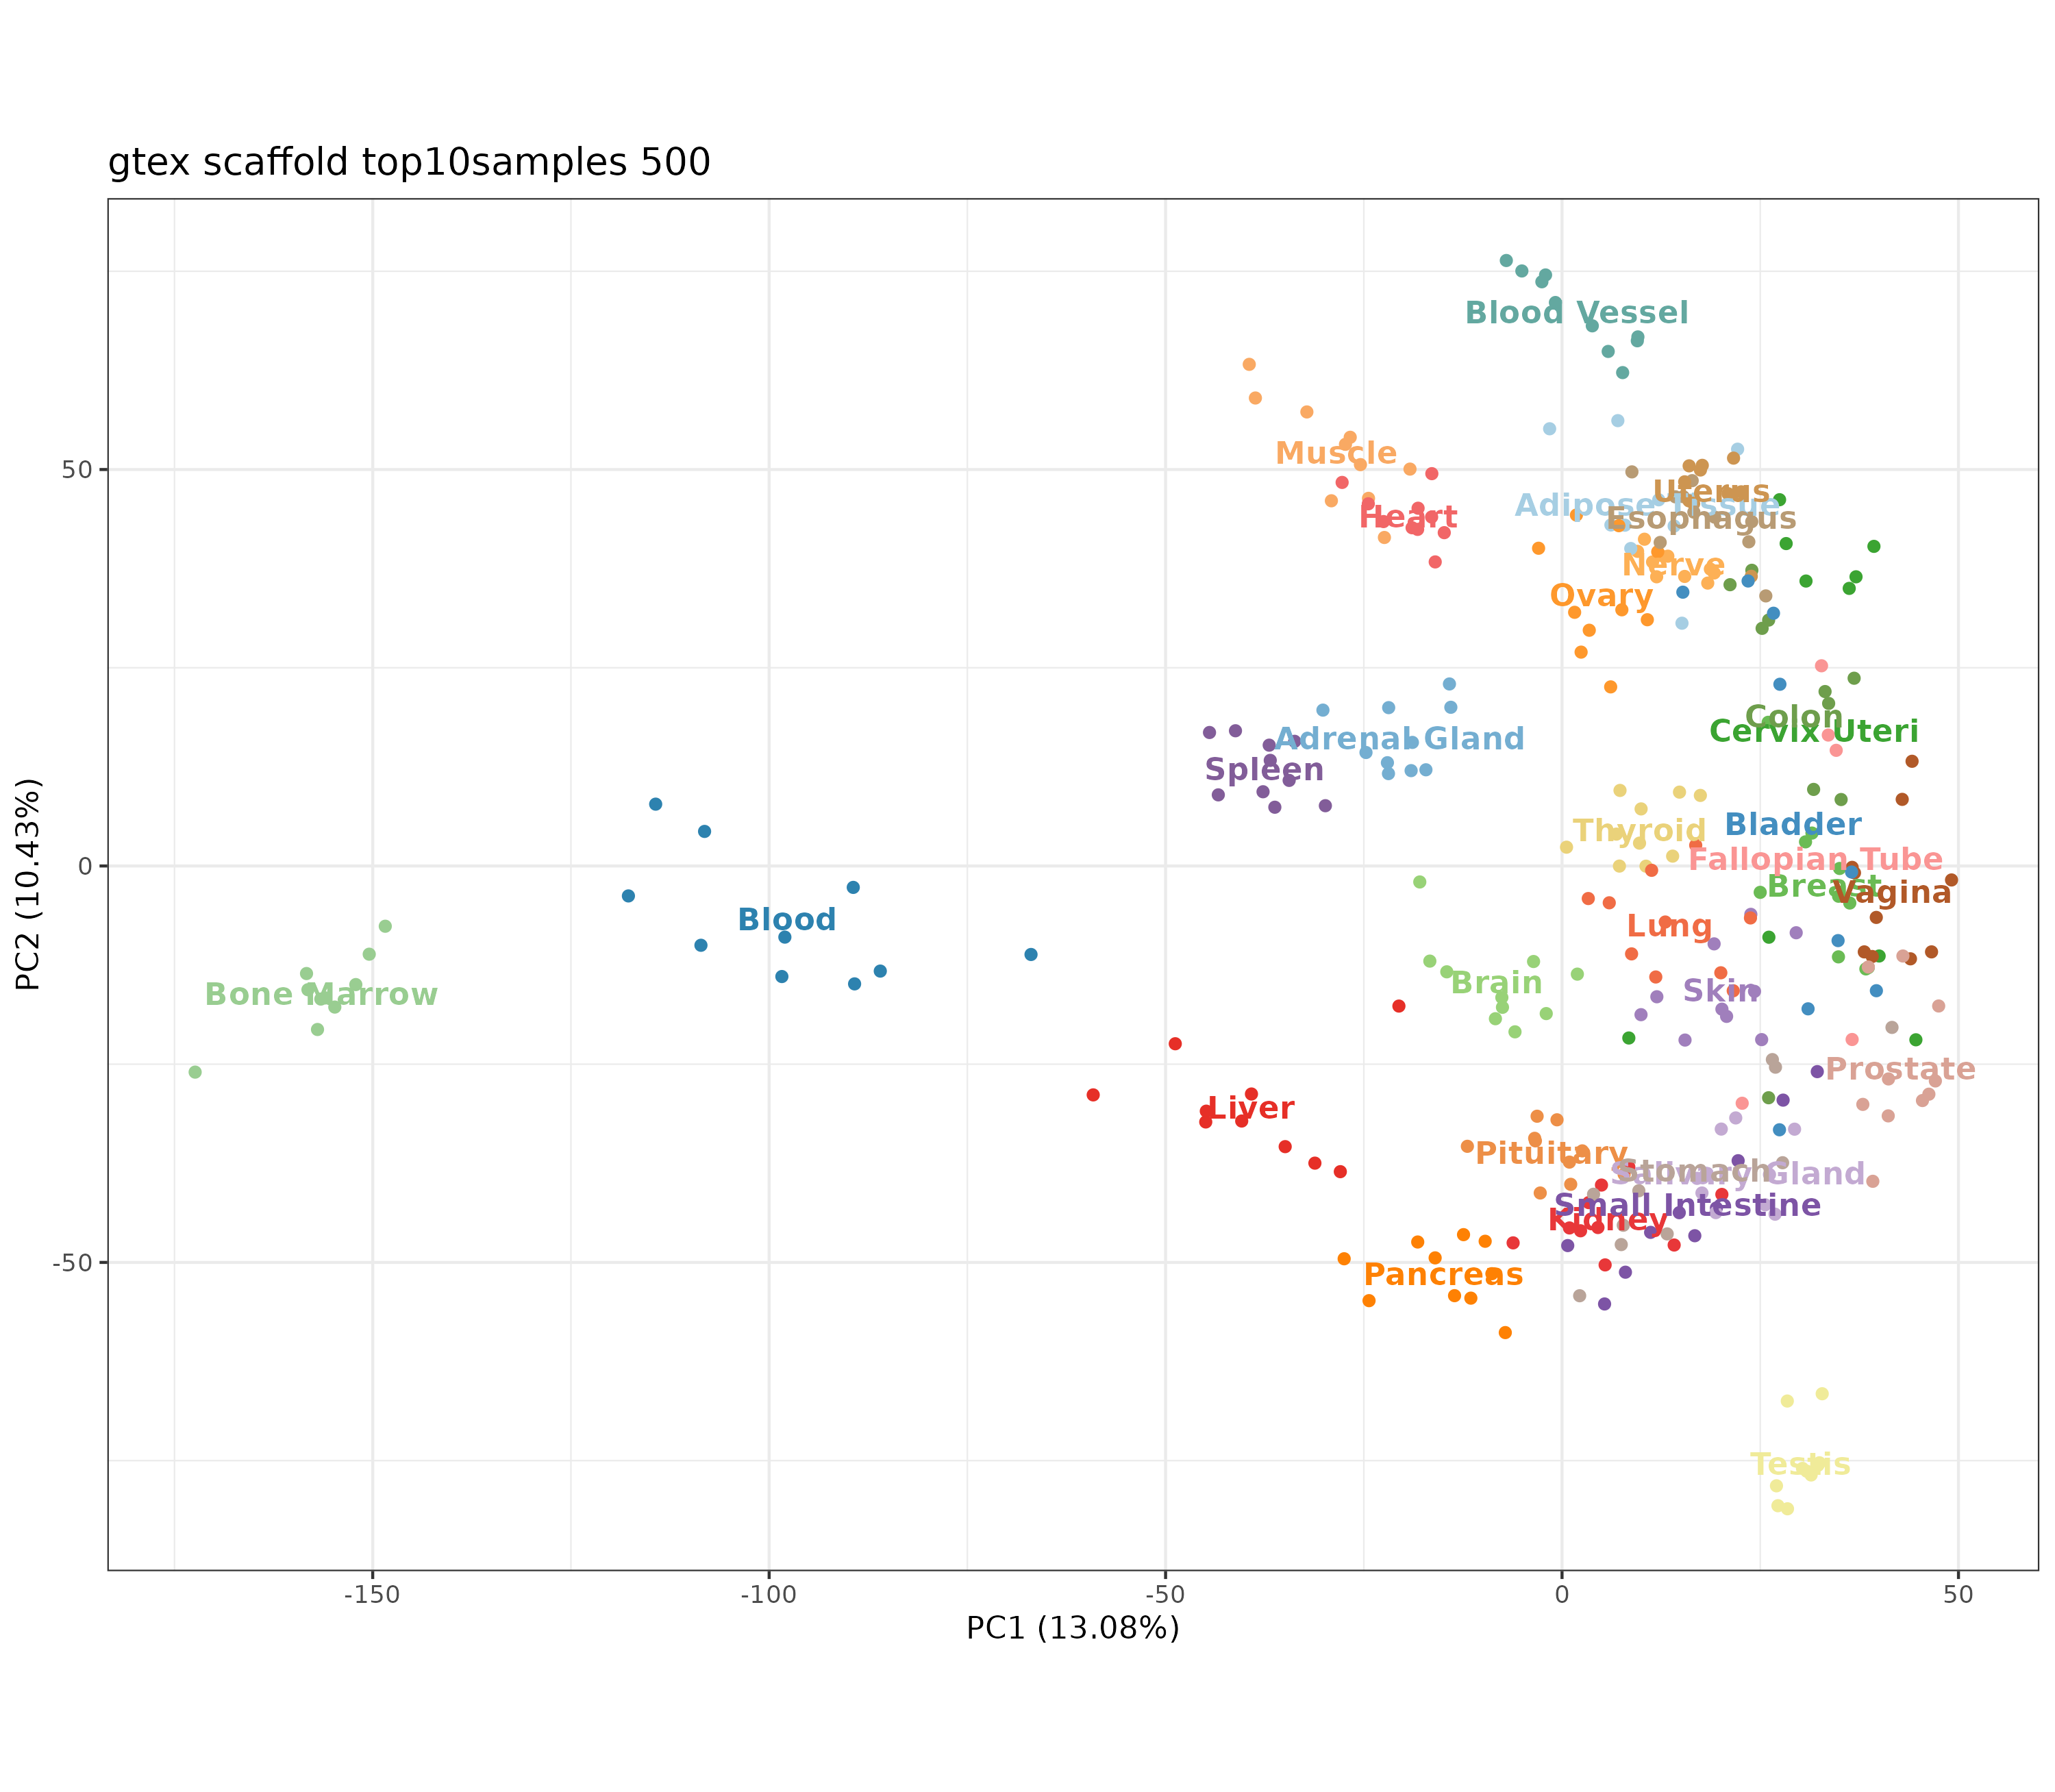 gtex scaffold top10samples 500
Blood Vessel
50
Muscle
Uterus
Adipose Tissue
Heart
Esophagus
Nerve
Ovary
Colon
Cervix Uteri
Adrenal Gland
Spleen
Bladder
Thyroid
Fallopian Tube
0
Breast
Vagina
Blood
Lung
Brain
Skin
Bone Marrow
Prostate
Liver
Pituitary
Stomach
Salivary Gland
Small Intestine
Kidney
-50
Pancreas
Testis
PC2 (10.43%)
-150 -100 -50 0 50
PC1 (13.08%)